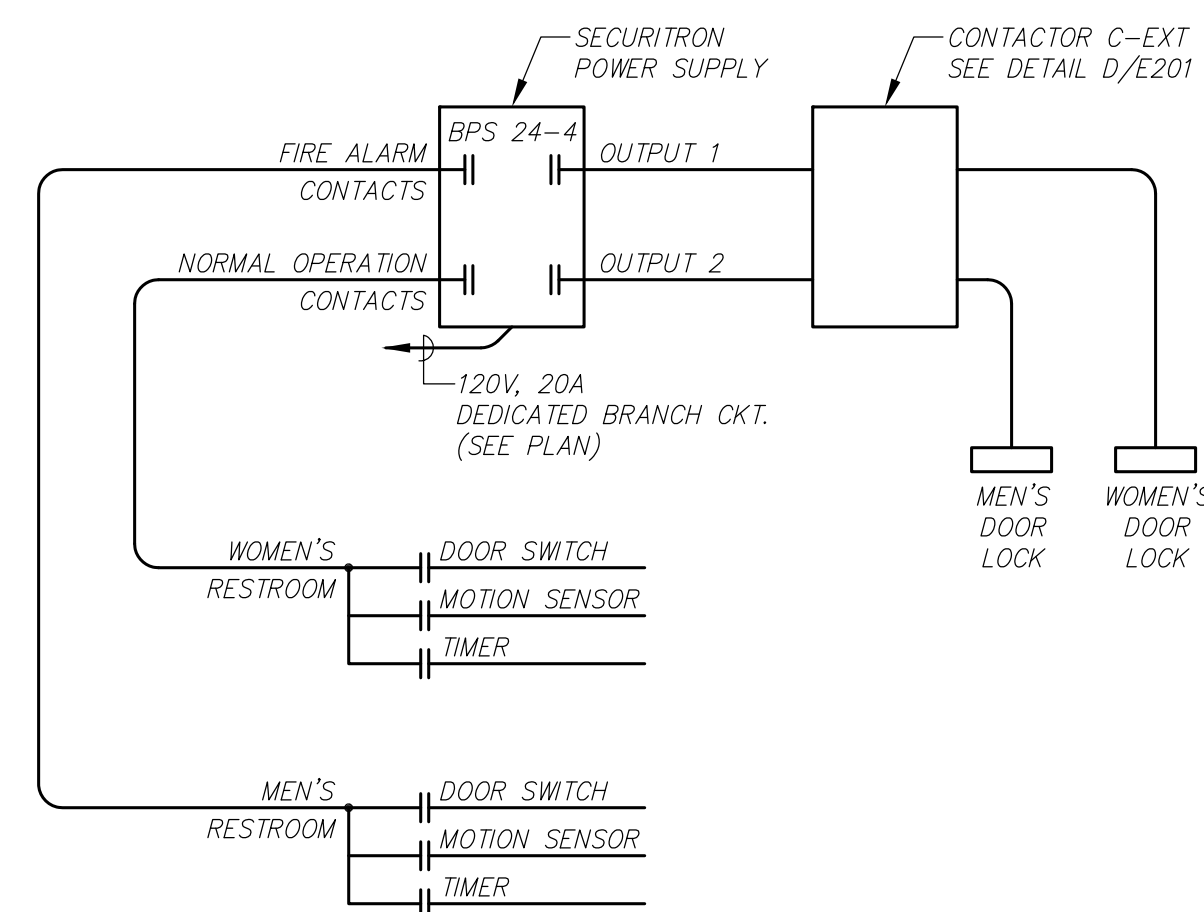 SECURITRON
POWER SUPPLY
CONTACTOR C-EXT
SEE DETAIL D/E201
BPS 24-4
FIRE ALARM
CONTACTS
OUTPUT 1
NORMAL OPERATION
CONTACTS
OUTPUT 2
120V, 20A
DEDICATED BRANCH CKT.
(SEE PLAN)
MEN'S
DOOR
LOCK
WOMEN'S
DOOR
LOCK
WOMEN'S
RESTROOM
DOOR SWITCH
MOTION SENSOR
TIMER
MEN'S
RESTROOM
DOOR SWITCH
MOTION SENSOR
TIMER